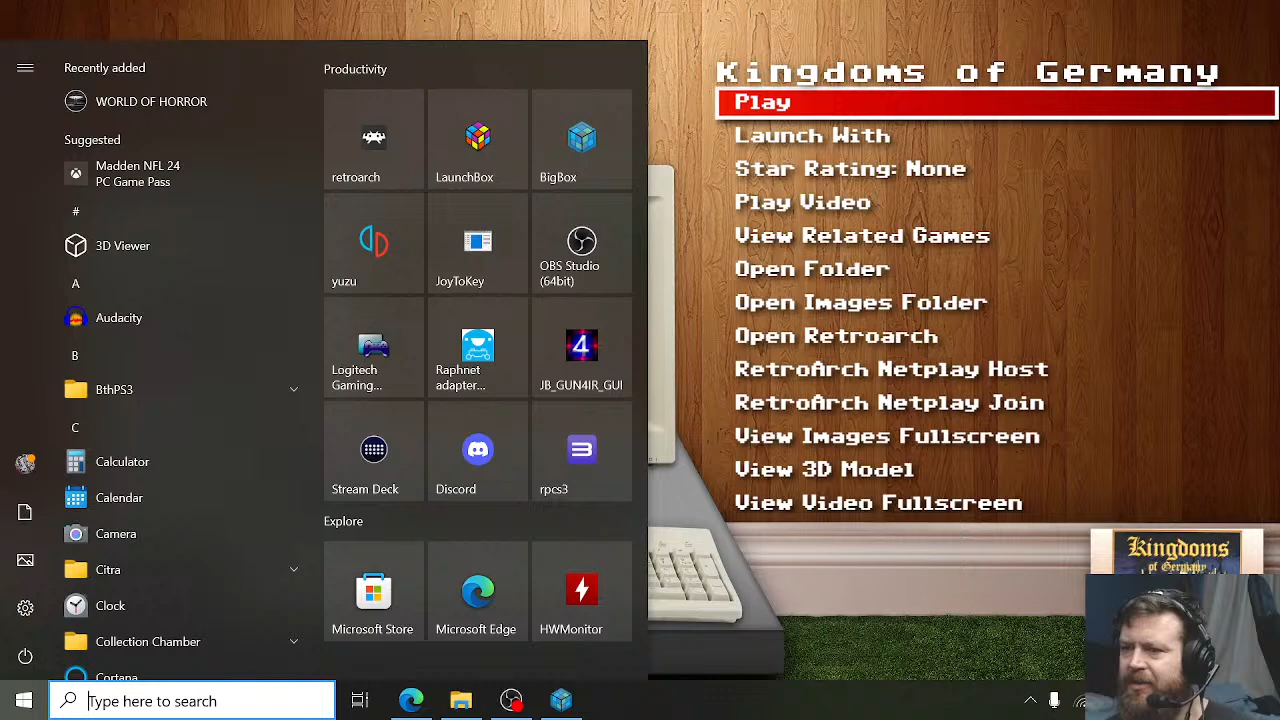 Recently added
WORLD OF HORROR
Suggested
Madden NFL 24
PC Game Pass
#
3D Viewer
A
Audacity
B
BthPS3
C
Calculator
Calendar
Camera
Citra
Clock
Collection Chamber
Cortana
Productivity
retroarch
LaunchBox
BigBox
yuzu
JoyToKey
OBS Studio
(64bit)
Logitech
Gaming...
Raphnet
adapter...
4
JB_GUN4IR_GUI
Stream Deck
Discord
3
rpcs3
Explore
Microsoft Store
Microsoft Edge
HWMonitor
Kingdoms of Germany
Play
Launch With
Star Rating: None
Play Video
View Related Games
Open Folder
Open Images Folder
Open Retroarch
RetroArch Netplay Host
RetroArch Netplay Join
View Images Fullscreen
View 3D Model
View Video Fullscreen
Kingdoms
of Germany
Type here to search